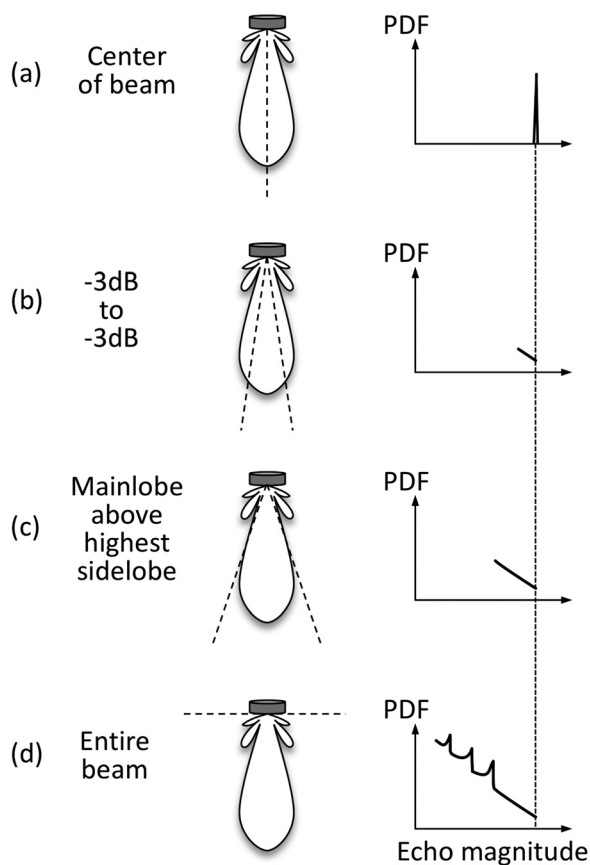 (a)
Center
of beam
PDF
(b)
-3dB
to
-3dB
PDF
(c)
Mainlobe
above
highest
sidelobe
PDF
(d)
Entire
beam
PDF
Echo magnitude